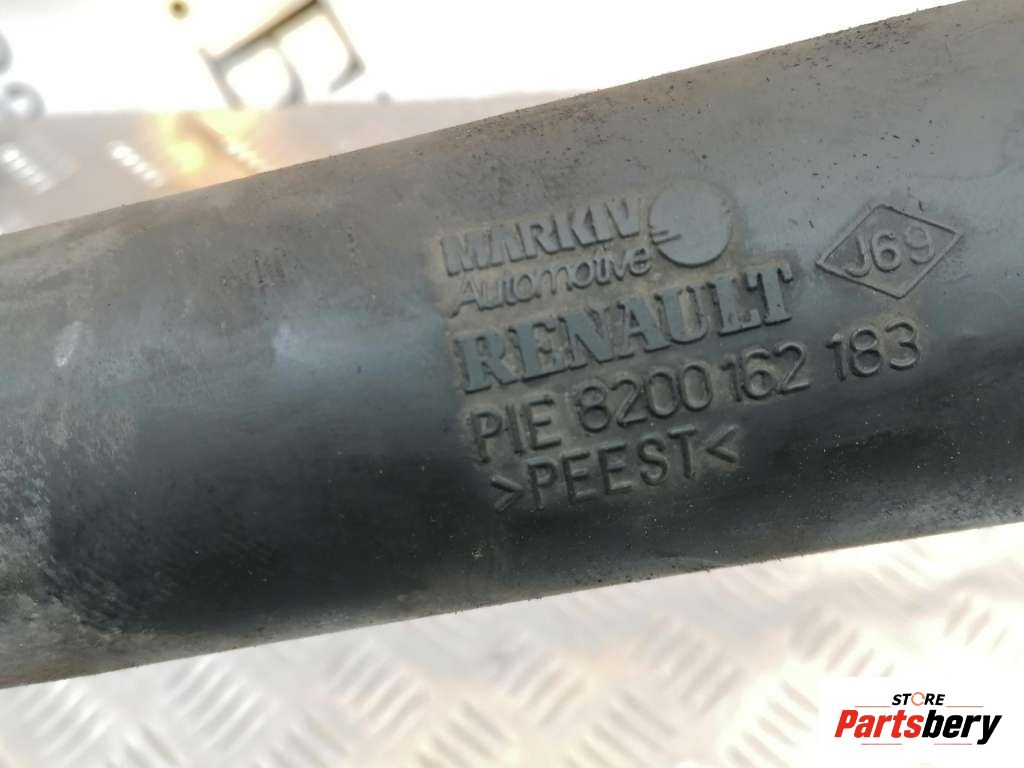 MARKIV
Automotive
RENAULT
J69
PIE 8200 162 183
>PEEST<
STORE
Partsbery